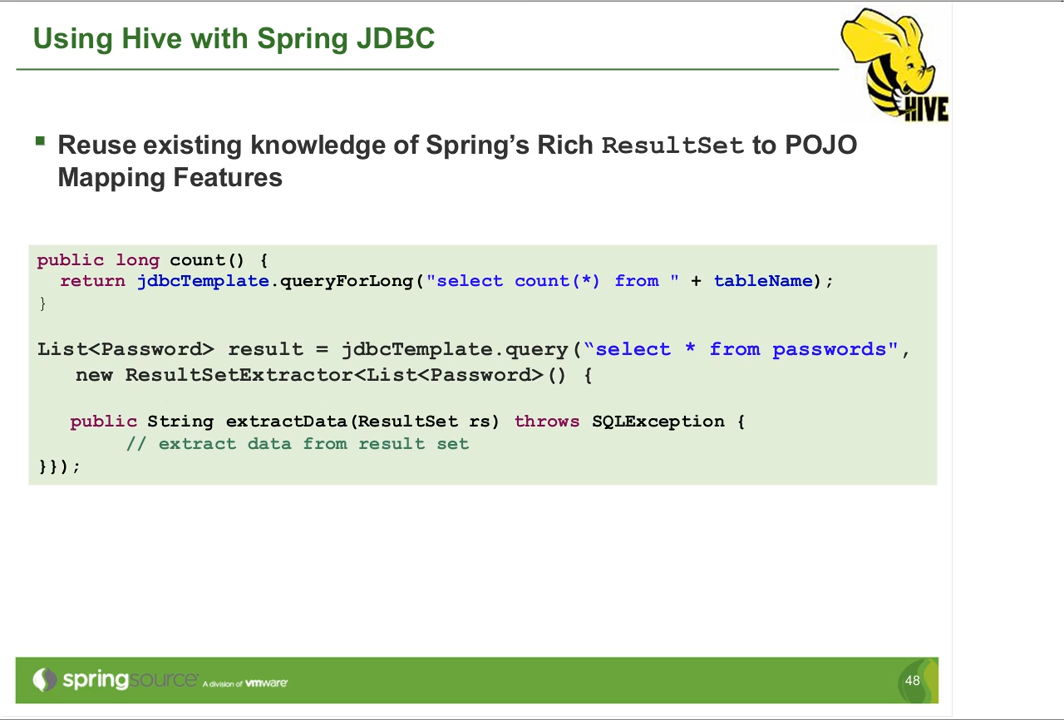 Using Hive with Spring JDBC
HIVE
Reuse existing knowledge of Spring’s Rich ResultSet to POJO
Mapping Features
public long count() {
return jdbcTemplate.queryForLong("select count(*) from " + tableName);
}
List<Password> result = jdbcTemplate.query(“select * from passwords",
new ResultSetExtractor<List<Password>() {
public String extractData(ResultSet rs) throws SQLException {
// extract data from result set
}});
springsource A division of vmware
48